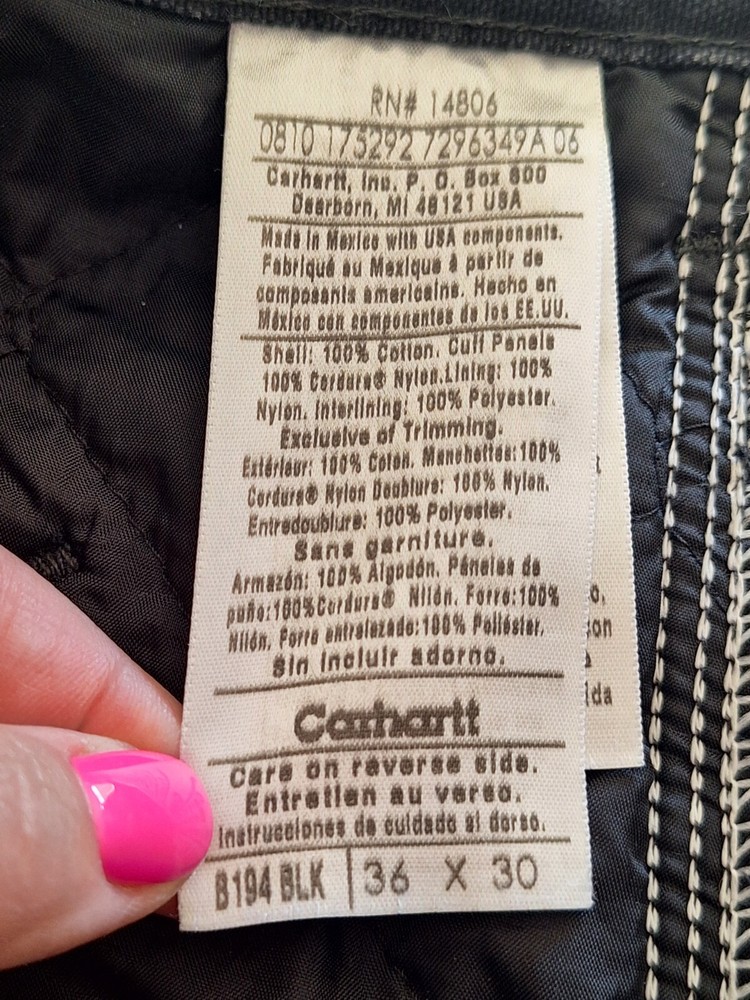 RN# 14806
0810 175292 7296349A 06
Carhartt, Inc. P. O. Box 600
Dearborn, MI 48121 USA
Made in Mexico with USA components.
Fabriqué au Mexique à partir de
composants americains. Hecho en
México con componentes de los EE.UU.
Shell: 100% Cotton. Cuff Panels
100% Cordura® Nylon.Lining: 100%
Nylon. Interlining: 100% Polyester.
Exclusive of Trimming.
Extérieur: 100% Coton. Manchettes:100%
Cordura® Nylon Doublure: 100% Nylon.
Entredoublure: 100% Polyester.
Sans garniture.
Armazón: 100% Algodón. Páneles de
puño:100%Cordura® Nilón. Forro:100%
Nilón. Forro entrelazado:100% Poliéster.
Sin incluir adorno.
Carhartt
Care on reverse side.
Entretien au verso.
Instrucciones de cuidado al dorso.
B194 BLK | 36 X 30